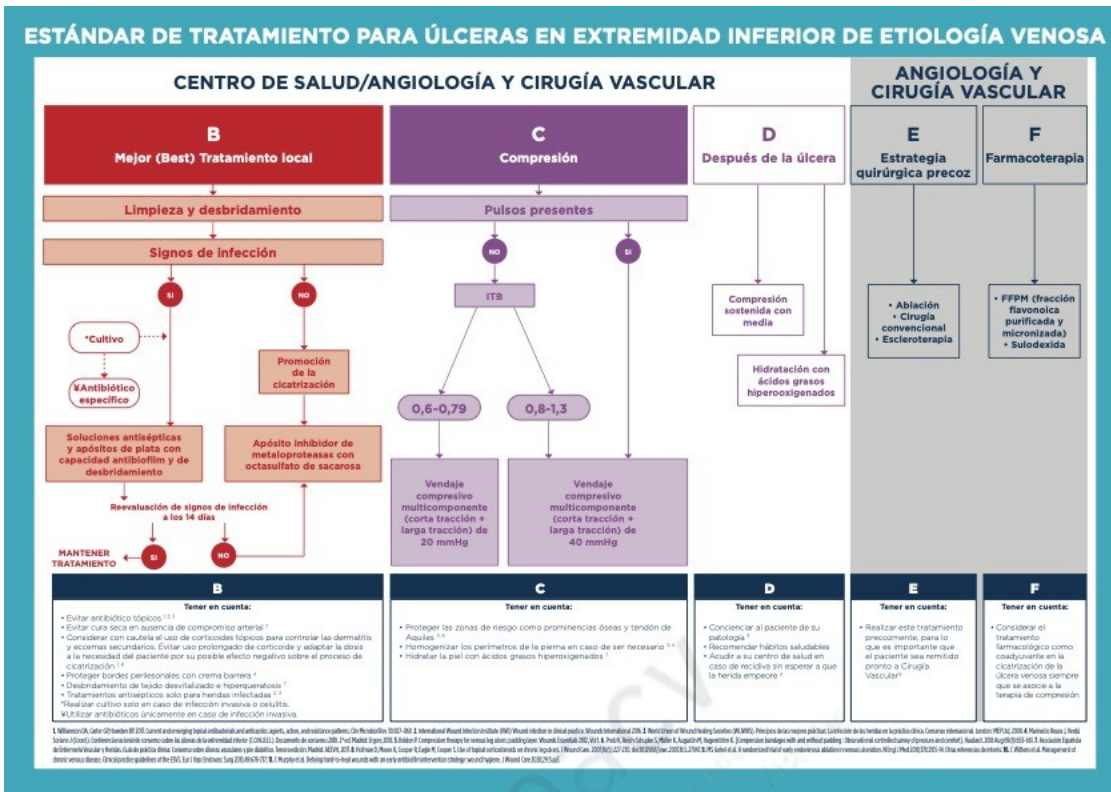 ESTÁNDAR DE TRATAMIENTO PARA ÚLCERAS EN EXTREMIDAD INFERIOR DE ETIOLOGÍA VENOSA
CENTRO DE SALUD/ANGIOLOGÍA Y CIRUGÍA VASCULAR
ANGIOLOGÍA Y
CIRUGÍA VASCULAR
B
Mejor (Best) Tratamiento local
Limpieza y desbridamiento
Signos de infección
SI
NO
*Cultivo
¥Antibiótico
específico
Promoción
de la
cicatrización
Soluciones antisépticas
y apósitos de plata con
capacidad antibiofilm y de
desbridamiento
Apósito inhibidor de
metaloproteasas con
octasulfato de sacarosa
Reevaluación de signos de infección
a los 14 días
MANTENER
TRATAMIENTO
SI
NO
C
Compresión
Pulsos presentes
NO
SI
ITB
0,6-0,79
0,8-1,3
Vendaje
compresivo
multicomponente
(corta tracción +
larga tracción) de
20 mmHg
Vendaje
compresivo
multicomponente
(corta tracción +
larga tracción) de
40 mmHg
D
Después de la úlcera
Compresión
sostenida con
media
Hidratación con
ácidos grasos
hiperoxigenados
E
Estrategia
quirúrgica precoz
• Ablación
• Cirugía
convencional
• Escleroterapia
F
Farmacoterapia
• FFPM (fracción
flavonoica
purificada y
micronizada)
• Sulodexida
B
Tener en cuenta:
• Evitar antibiótico tópicos
• Evitar cura seca en ausencia de compromiso arterial
• Considerar con cautela el uso de corticoides tópicos para controlar las dermatitis
y eccemas secundarios. Evitar uso prolongado de corticoide y adaptar la dosis
a la necesidad del paciente por su posible efecto negativo sobre el proceso de
cicatrización
• Proteger bordes perilesionales con crema barrera
• Desbridamiento de tejido desvitalizado e hiperqueratosis
• Tratamientos antisépticos solo para heridas infectadas
*Realizar cultivo solo en caso de infección invasiva o celulitis.
¥Utilizar antibióticos únicamente en caso de infección invasiva.
C
Tener en cuenta:
• Proteger las zonas de riesgo como prominencias óseas y tendón de
Aquiles
• Homogenizar los perímetros de la pierna en caso de ser necesario
• Hidratar la piel con ácidos grasos hiperoxigenados
D
Tener en cuenta:
• Concienciar al paciente de su
patología
• Recomendar hábitos saludables
• Acudir a su centro de salud en
caso de recidiva sin esperar a que
la herida empeore
E
Tener en cuenta:
• Realizar este tratamiento
precozmente, para lo
que es importante que
el paciente sea remitido
pronto a Cirugía
Vascular
F
Tener en cuenta:
• Considerar el
tratamiento
farmacológico como
coadyuvante en la
cicatrización de la
úlcera venosa siempre
que se asocie a la
terapia de compresión